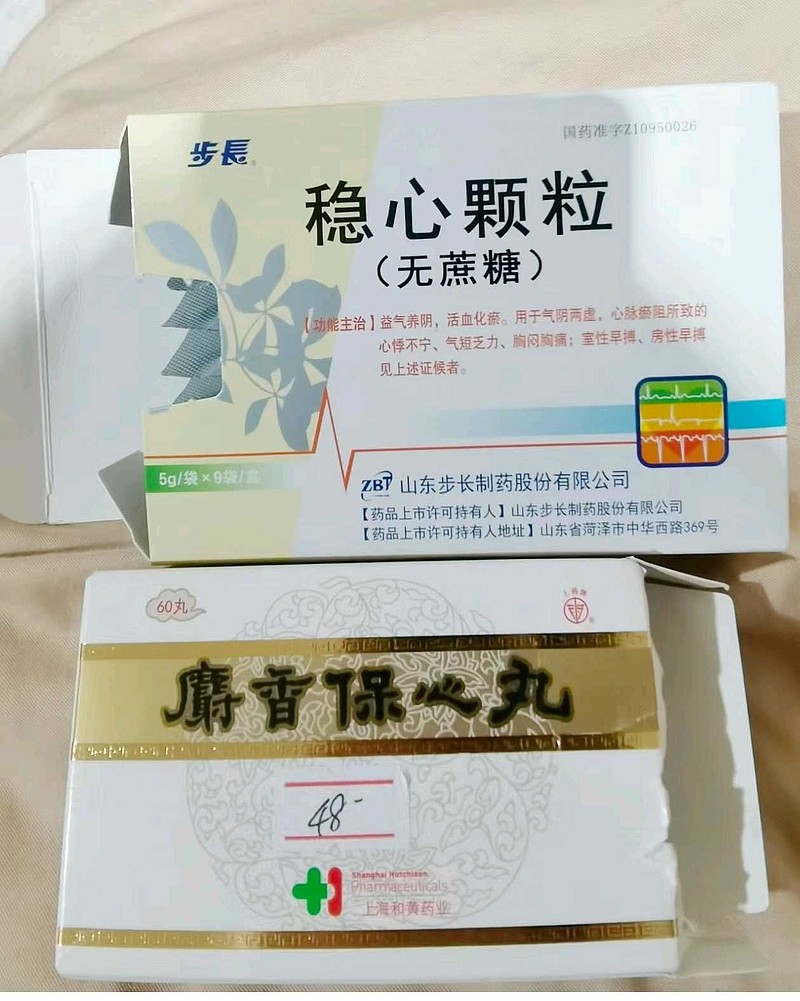 步長
国药准字Z10950026
稳心颗粒
（无蔗糖）
【功能主治】益气养阴，活血化瘀。用于气阴两虚，心脉瘀阻所致的
心悸不宁、气短乏力、胸闷胸痛；室性早搏、房性早搏
见上述证候者。
5g/袋×9袋/盒
ZBT 山东步长制药股份有限公司
【药品上市许可持有人】山东步长制药股份有限公司
【药品上市许可持有人地址】山东省菏泽市中华西路369号
60丸
上药牌
麝香保心丸
48-
Shanghai Hutchison
Pharmaceuticals
上海和黄药业